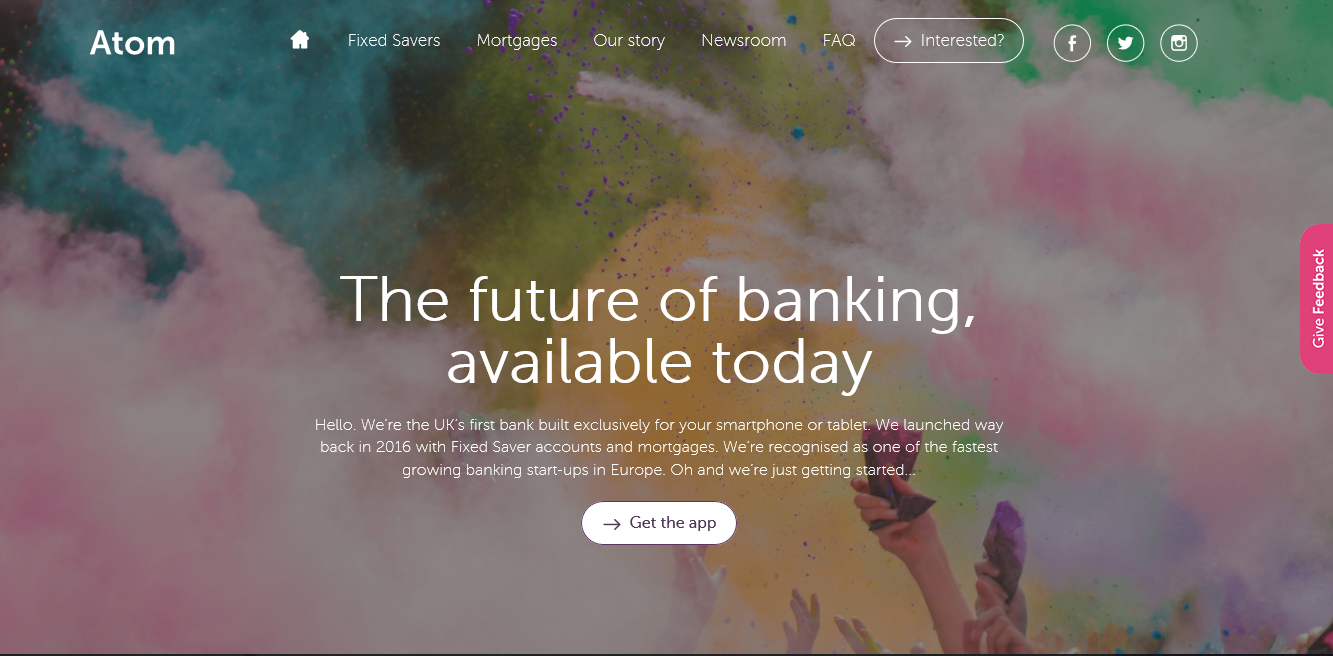 Atom
Fixed Savers
Mortgages
Our story
Newsroom
FAQ
→ Interested?
Give Feedback
The future of banking,
available today
Hello. We’re the UK’s first bank built exclusively for your smartphone or tablet. We launched way
back in 2016 with Fixed Saver accounts and mortgages. We’re recognised as one of the fastest
growing banking start-ups in Europe. Oh and we’re just getting started...
→ Get the app